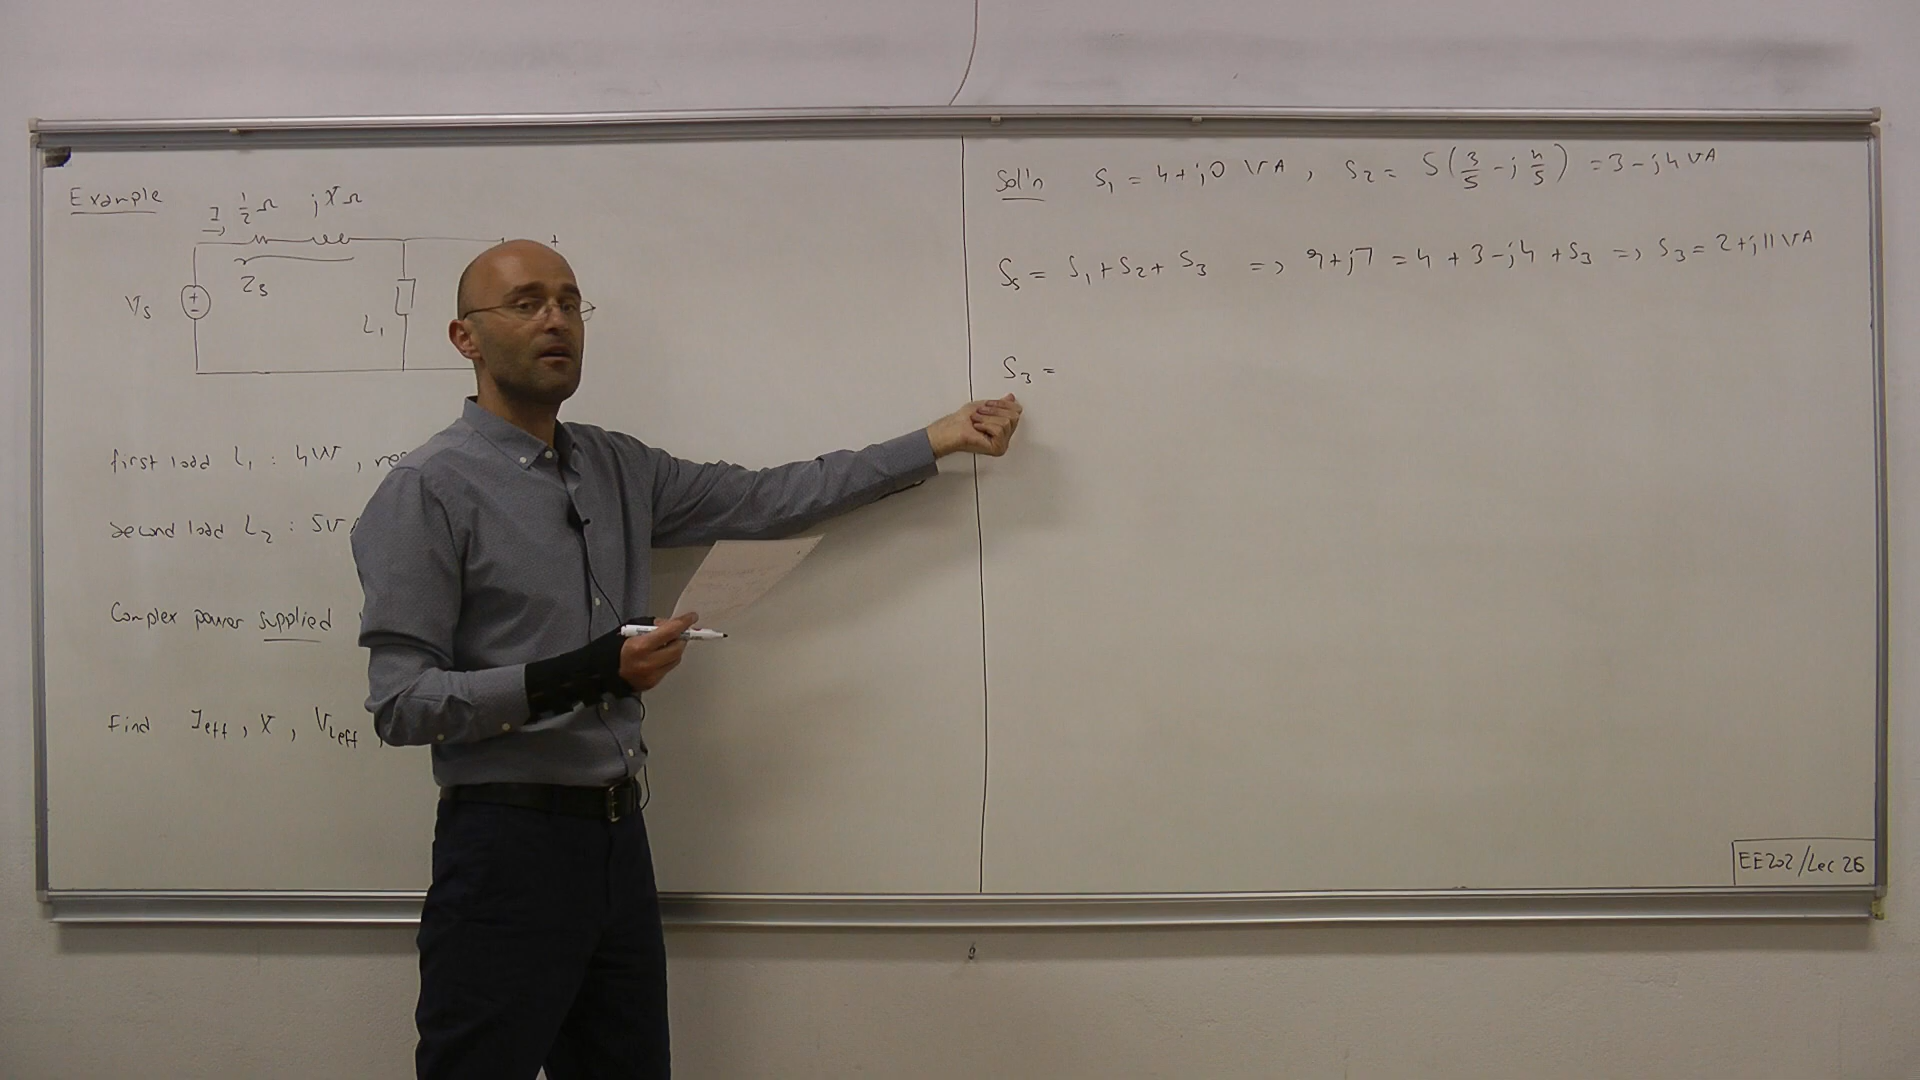 Example
I 1/2 Ω jX Ω
+
Zs
Vs
+
-
L1
first load L1 : 4W ,
second load L2 : 5V
Complex power supplied
Find Ieff , X , VLeff ,
Sol'n S1 = 4 + j0 VA , S2 = 5 ( 3/5 - j 4/5 ) = 3 - j4 VA
Ss = S1 + S2 + S3 => 9 + j7 = 4 + 3 - j4 + S3 => S3 = 2 + j11 VA
S3 =
EE202/Lec 26